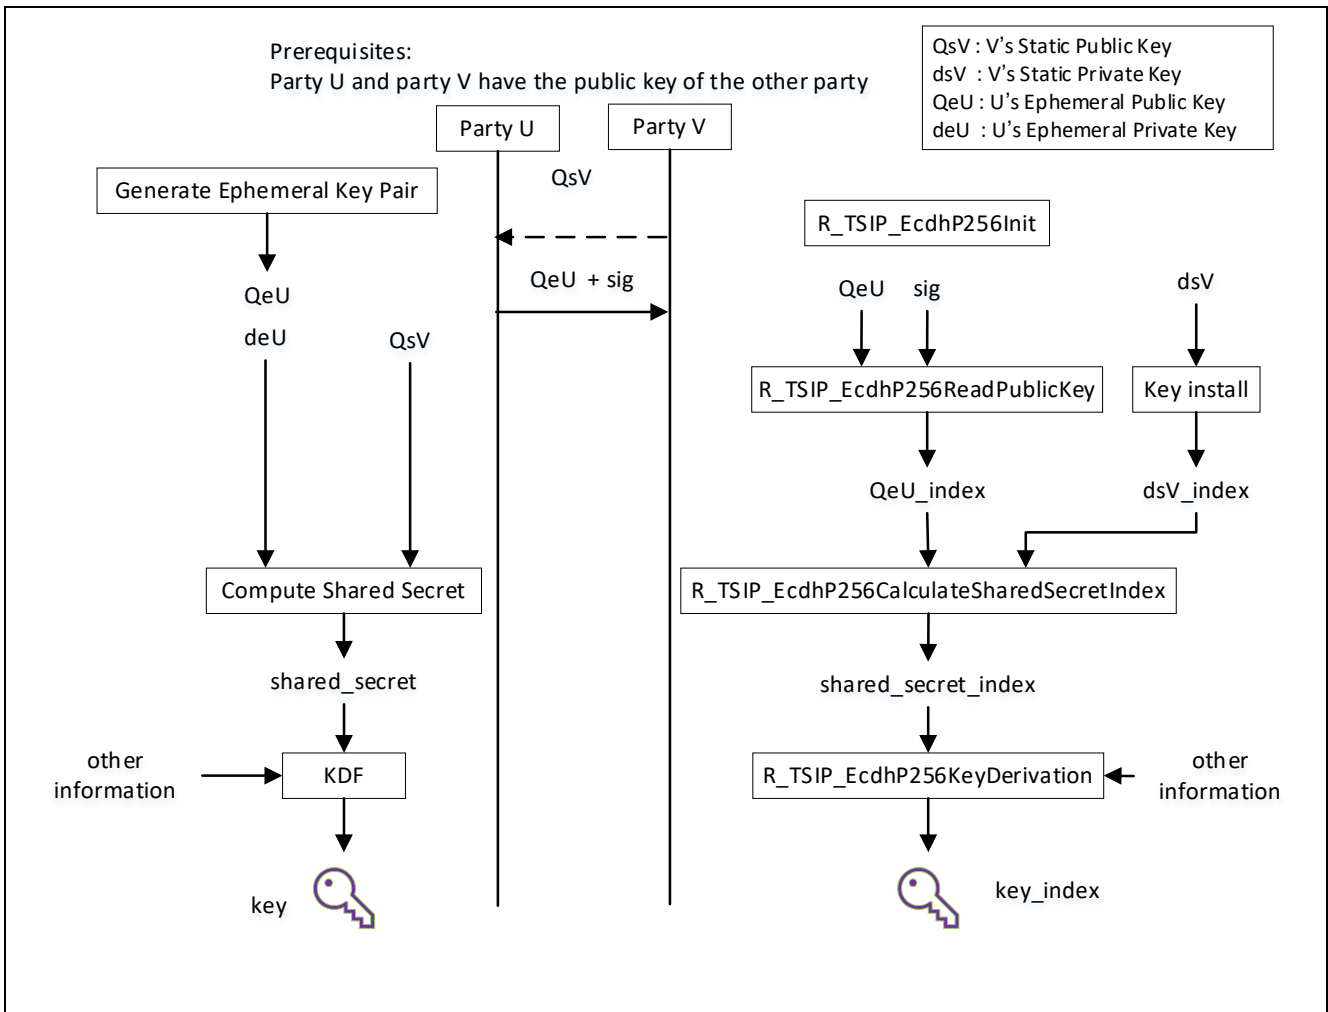 Prerequisites:
Party U and party V have the public key of the other party
QsV : V’s Static Public Key
dsV : V’s Static Private Key
QeU : U’s Ephemeral Public Key
deU : U’s Ephemeral Private Key
Party U
Party V
Generate Ephemeral Key Pair
QsV
R_TSIP_EcdhP256Init
QeU + sig
QeU
deU
QsV
QeU
sig
dsV
R_TSIP_EcdhP256ReadPublicKey
Key install
QeU_index
dsV_index
Compute Shared Secret
R_TSIP_EcdhP256CalculateSharedSecretIndex
shared_secret
shared_secret_index
other
information
KDF
R_TSIP_EcdhP256KeyDerivation
other
information
key
key_index